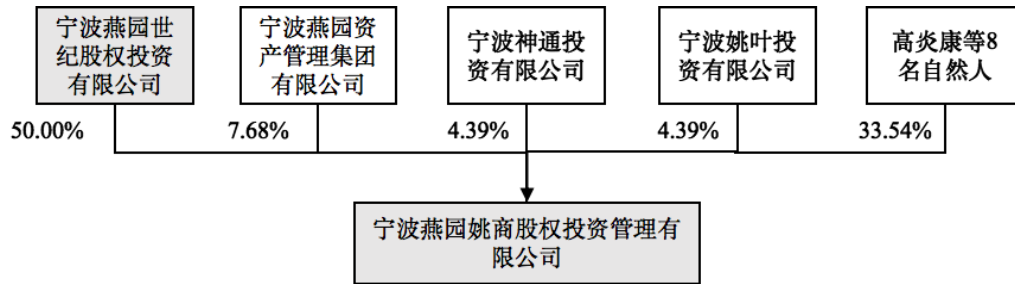 宁波燕园世
纪股权投资
有限公司
宁波燕园资
产管理集团
有限公司
宁波神通投
资有限公司
宁波姚叶投
资有限公司
高炎康等8
名自然人
50.00%
7.68%
4.39%
4.39%
33.54%
宁波燕园姚商股权投资管理有
限公司